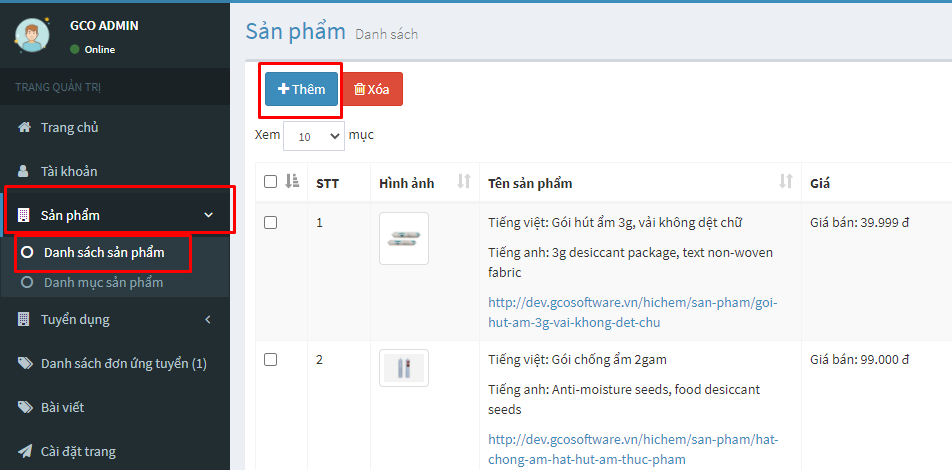 GCO ADMIN
Online
TRANG QUẢN TRỊ
Trang chủ
Tài khoản
Sản phẩm
Danh sách sản phẩm
Danh mục sản phẩm
Tuyển dụng
Danh sách đơn ứng tuyển (1)
Bài viết
Cài đặt trang
Sản phẩm Danh sách
Thêm Xóa
Xem 10 mục
STT Hình ảnh Tên sản phẩm Giá
1 Tiếng việt: Gói hút ẩm 3g, vải không dệt chữ Giá bán: 39.999 đ
Tiếng anh: 3g desiccant package, text non-woven
fabric
http://dev.gcosoftware.vn/hichem/san-pham/goi-
hut-am-3g-vai-khong-det-chu
2 Tiếng việt: Gói chống ẩm 2gam Giá bán: 99.000 đ
Tiếng anh: Anti-moisture seeds, food desiccant
seeds
http://dev.gcosoftware.vn/hichem/san-pham/hat-
chong-am-hat-hut-am-thuc-pham